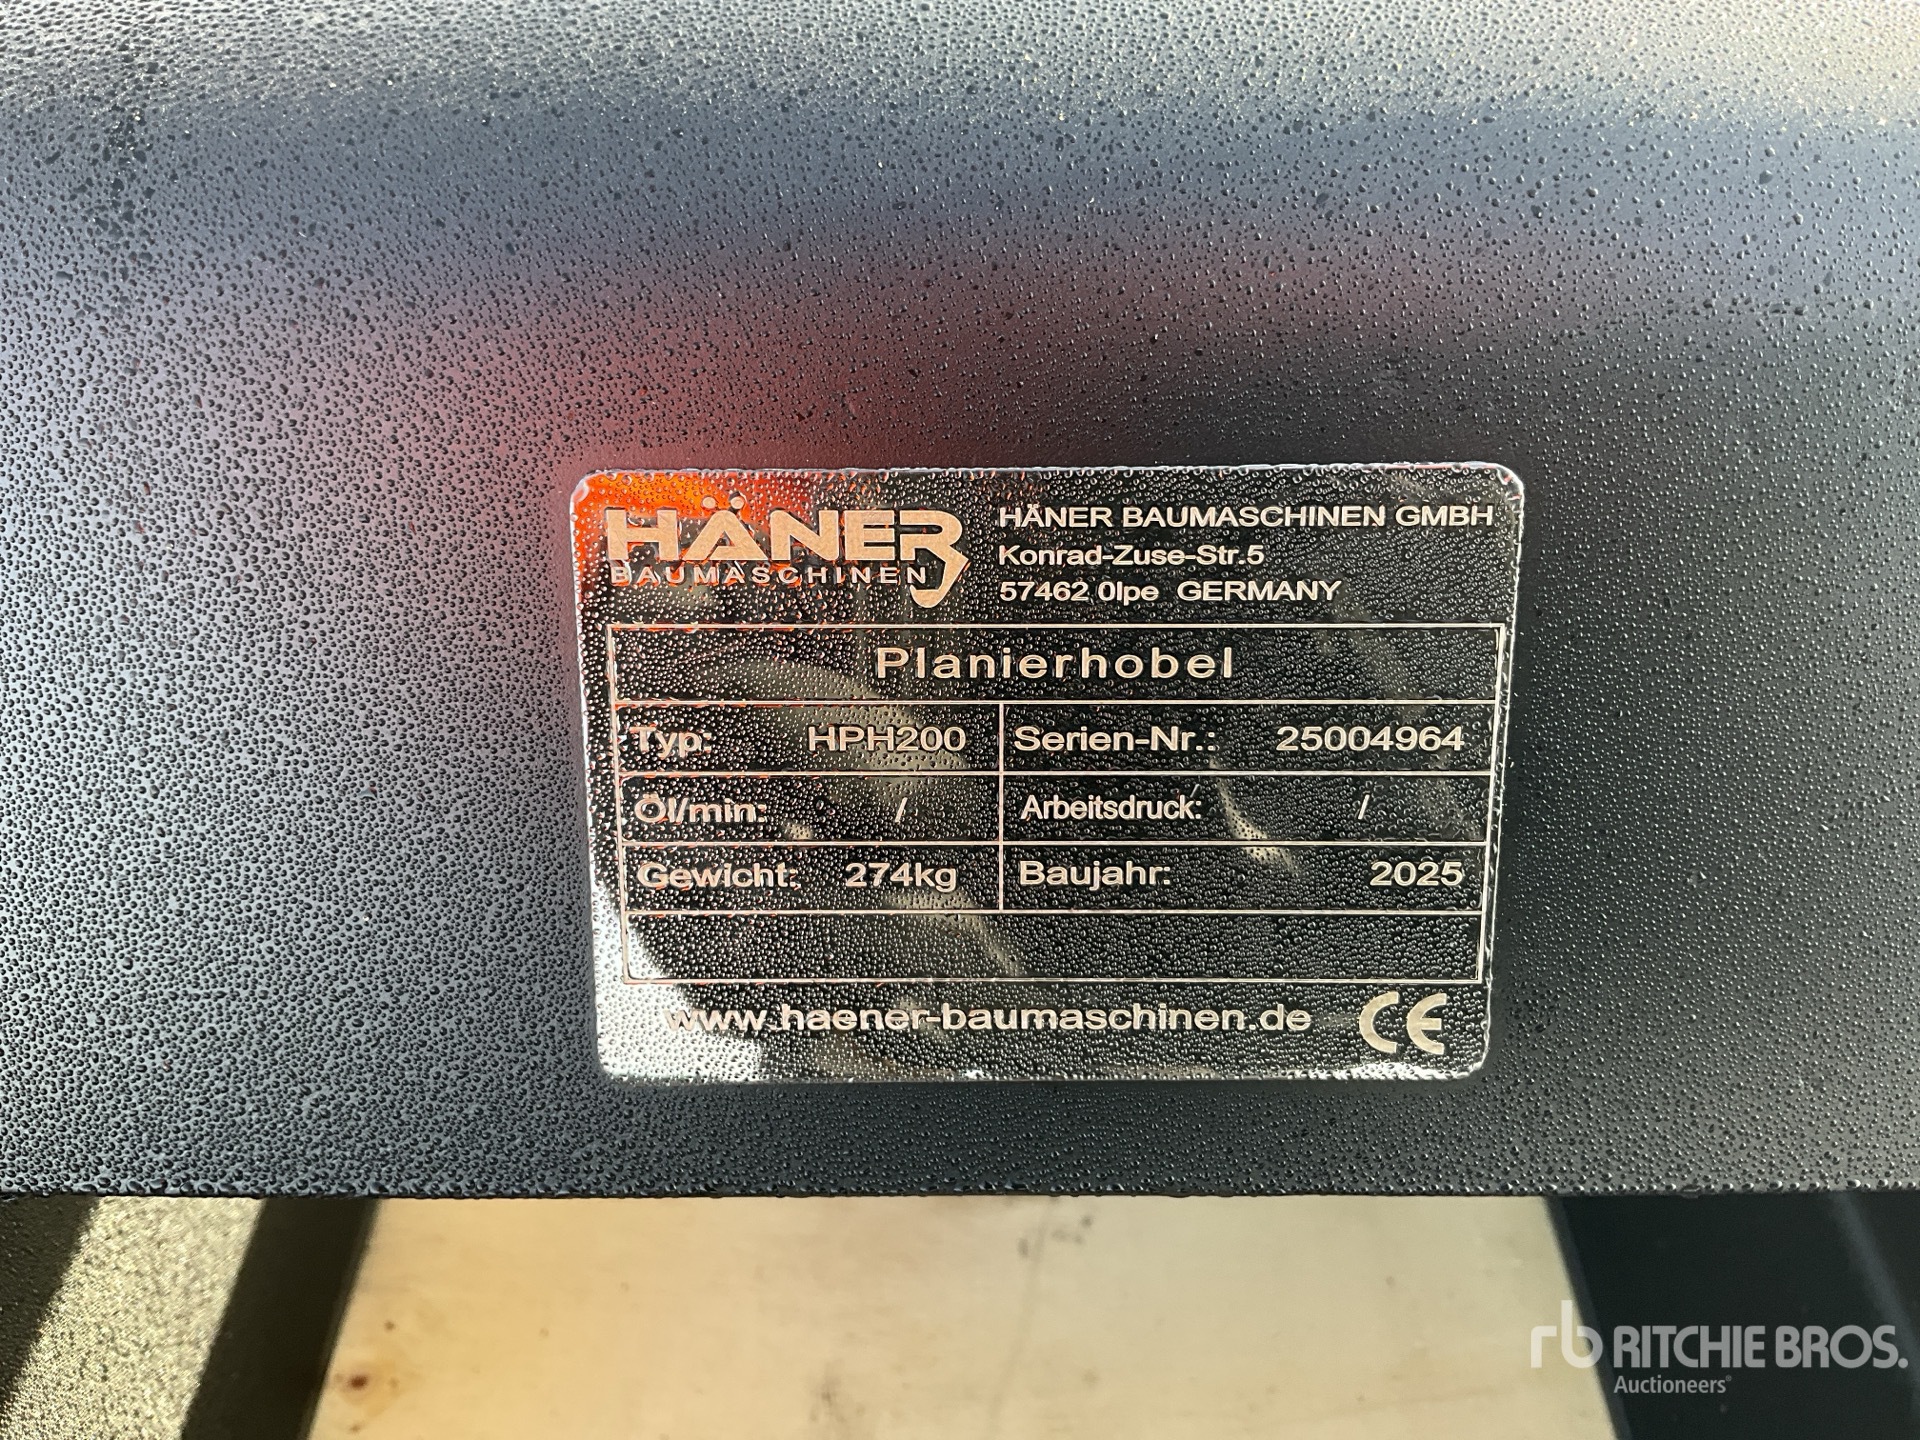 HÄNER
BAUMASCHINEN
HÄNER BAUMASCHINEN GMBH
Konrad-Zuse-Str.5
57462 0lpe GERMANY
Planierhobel
Typ: HPH200 Serien-Nr.: 25004964
Öl/min: / Arbeitsdruck: /
Gewicht: 274kg Baujahr: 2025
www.haener-baumaschinen.de CE
rb RITCHIE BROS.
Auctioneers®